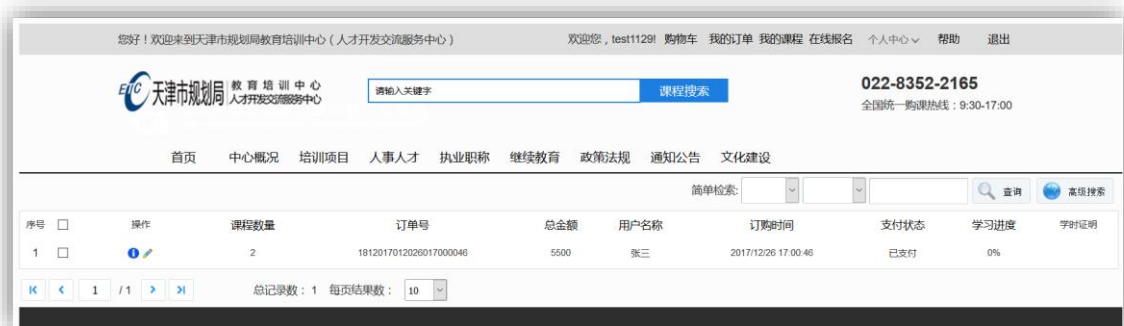 您好！欢迎来到天津市规划局教育培训中心（人才开发交流服务中心） 欢迎您，test1129! 购物车 我的订单 我的课程 在线报名 个人中心 帮助 退出
EITC 天津市规划局 教育培训中心 人才开发交流服务中心
请输入关键字 课程搜索
022-8352-2165
全国统一购课热线：9:30-17:00
首页 中心概况 培训项目 人事人才 执业职称 继续教育 政策法规 通知公告 文化建设
简单检索: 查询 高级搜索
序号 操作 课程数量 订单号 总金额 用户名称 订购时间 支付状态 学习进度 学时证明
1 2 1812017012026017000046 5500 张三 2017/12/26 17:00:46 已支付 0%
1 / 1 总记录数：1 每页结果数： 10